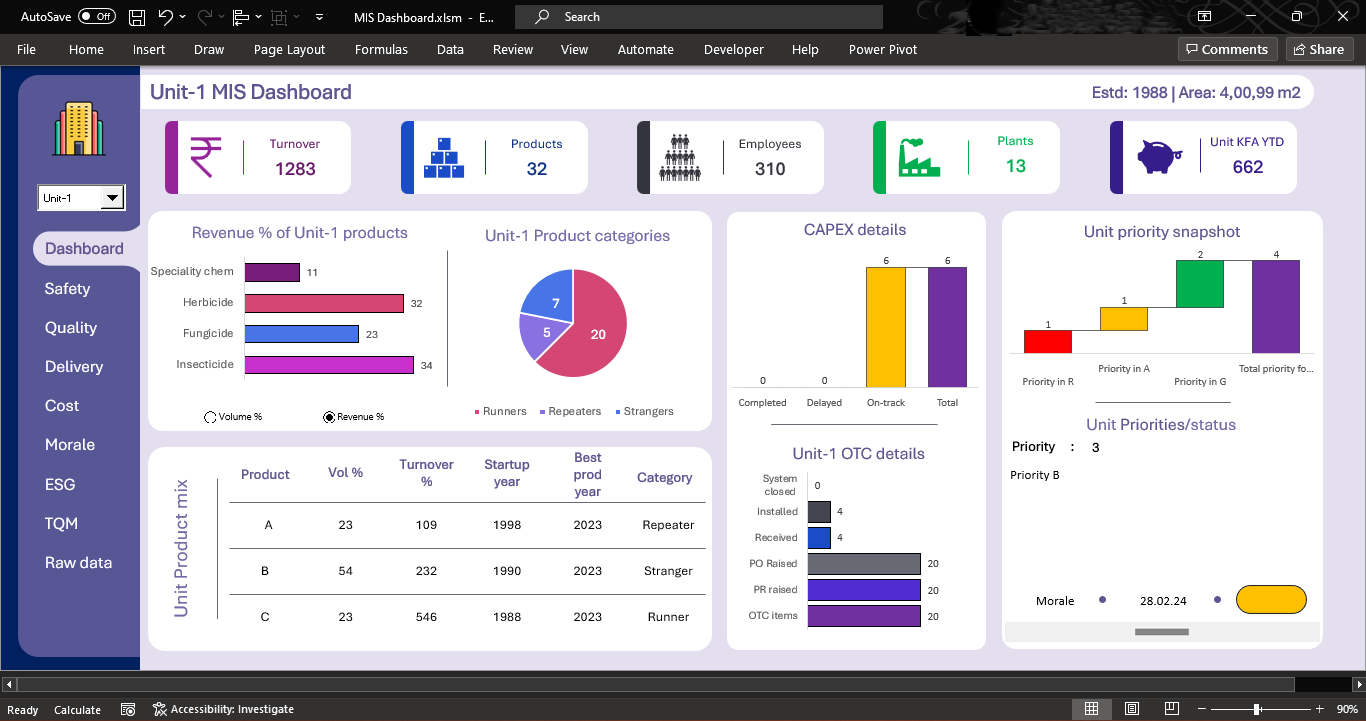 AutoSave Off MIS Dashboard.xlsm - E... Search
File Home Insert Draw Page Layout Formulas Data Review View Automate Developer Help Power Pivot Comments Share
Unit-1 MIS Dashboard
Estd: 1988 | Area: 4,00,99 m2
Unit-1
Dashboard
Safety
Quality
Delivery
Cost
Morale
ESG
TQM
Raw data
Turnover
1283
Products
32
Employees
310
Plants
13
Unit KFA YTD
662
Revenue % of Unit-1 products
Speciality chem 11
Herbicide 32
Fungicide 23
Insecticide 34
Volume % Revenue %
Unit-1 Product categories
7
5
20
Runners Repeaters Strangers
CAPEX details
0 0 6 6
Completed Delayed On-track Total
Unit-1 OTC details
System
closed 0
Installed 4
Received 4
PO Raised 20
PR raised 20
OTC items 20
Unit priority snapshot
1 1 2 4
Priority in R Priority in A Priority in G Total priority fo...
Unit Priorities/status
Priority : 3
Priority B
Morale 28.02.24
Unit Product mix
Product Vol % Turnover % Startup year Best prod year Category
A 23 109 1998 2023 Repeater
B 54 232 1990 2023 Stranger
C 23 546 1988 2023 Runner
Ready Calculate Accessibility: Investigate 90%